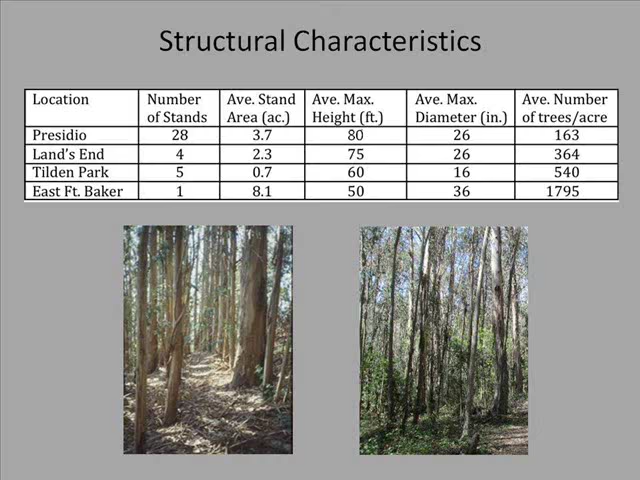 Structural Characteristics
Location Number of Stands Ave. Stand Area (ac.) Ave. Max. Height (ft.) Ave. Max. Diameter (in.) Ave. Number of trees/acre
Presidio 28 3.7 80 26 163
Land's End 4 2.3 75 26 364
Tilden Park 5 0.7 60 16 540
East Ft. Baker 1 8.1 50 36 1795